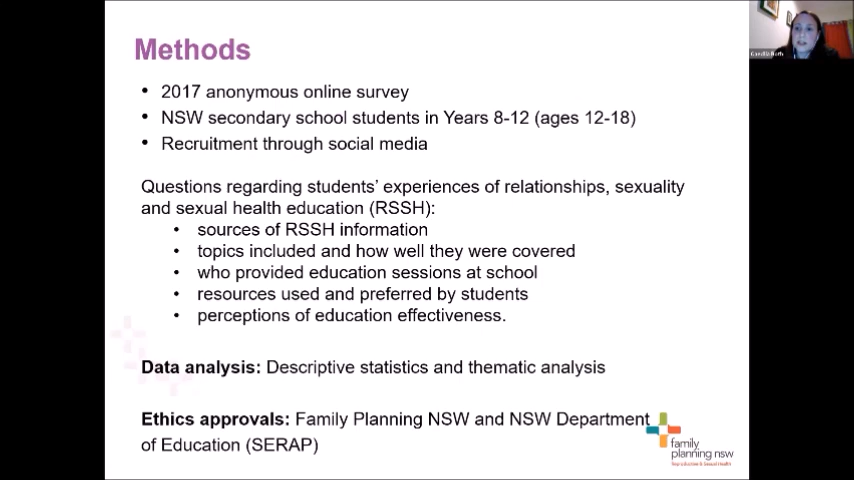 Methods
• 2017 anonymous online survey
• NSW secondary school students in Years 8-12 (ages 12-18)
• Recruitment through social media
Questions regarding students' experiences of relationships, sexuality
and sexual health education (RSSH):
• sources of RSSH information
• topics included and how well they were covered
• who provided education sessions at school
• resources used and preferred by students
• perceptions of education effectiveness.
Data analysis: Descriptive statistics and thematic analysis
Ethics approvals: Family Planning NSW and NSW Department
of Education (SERAP)
family
planning nsw
Reproductive & Sexual Health